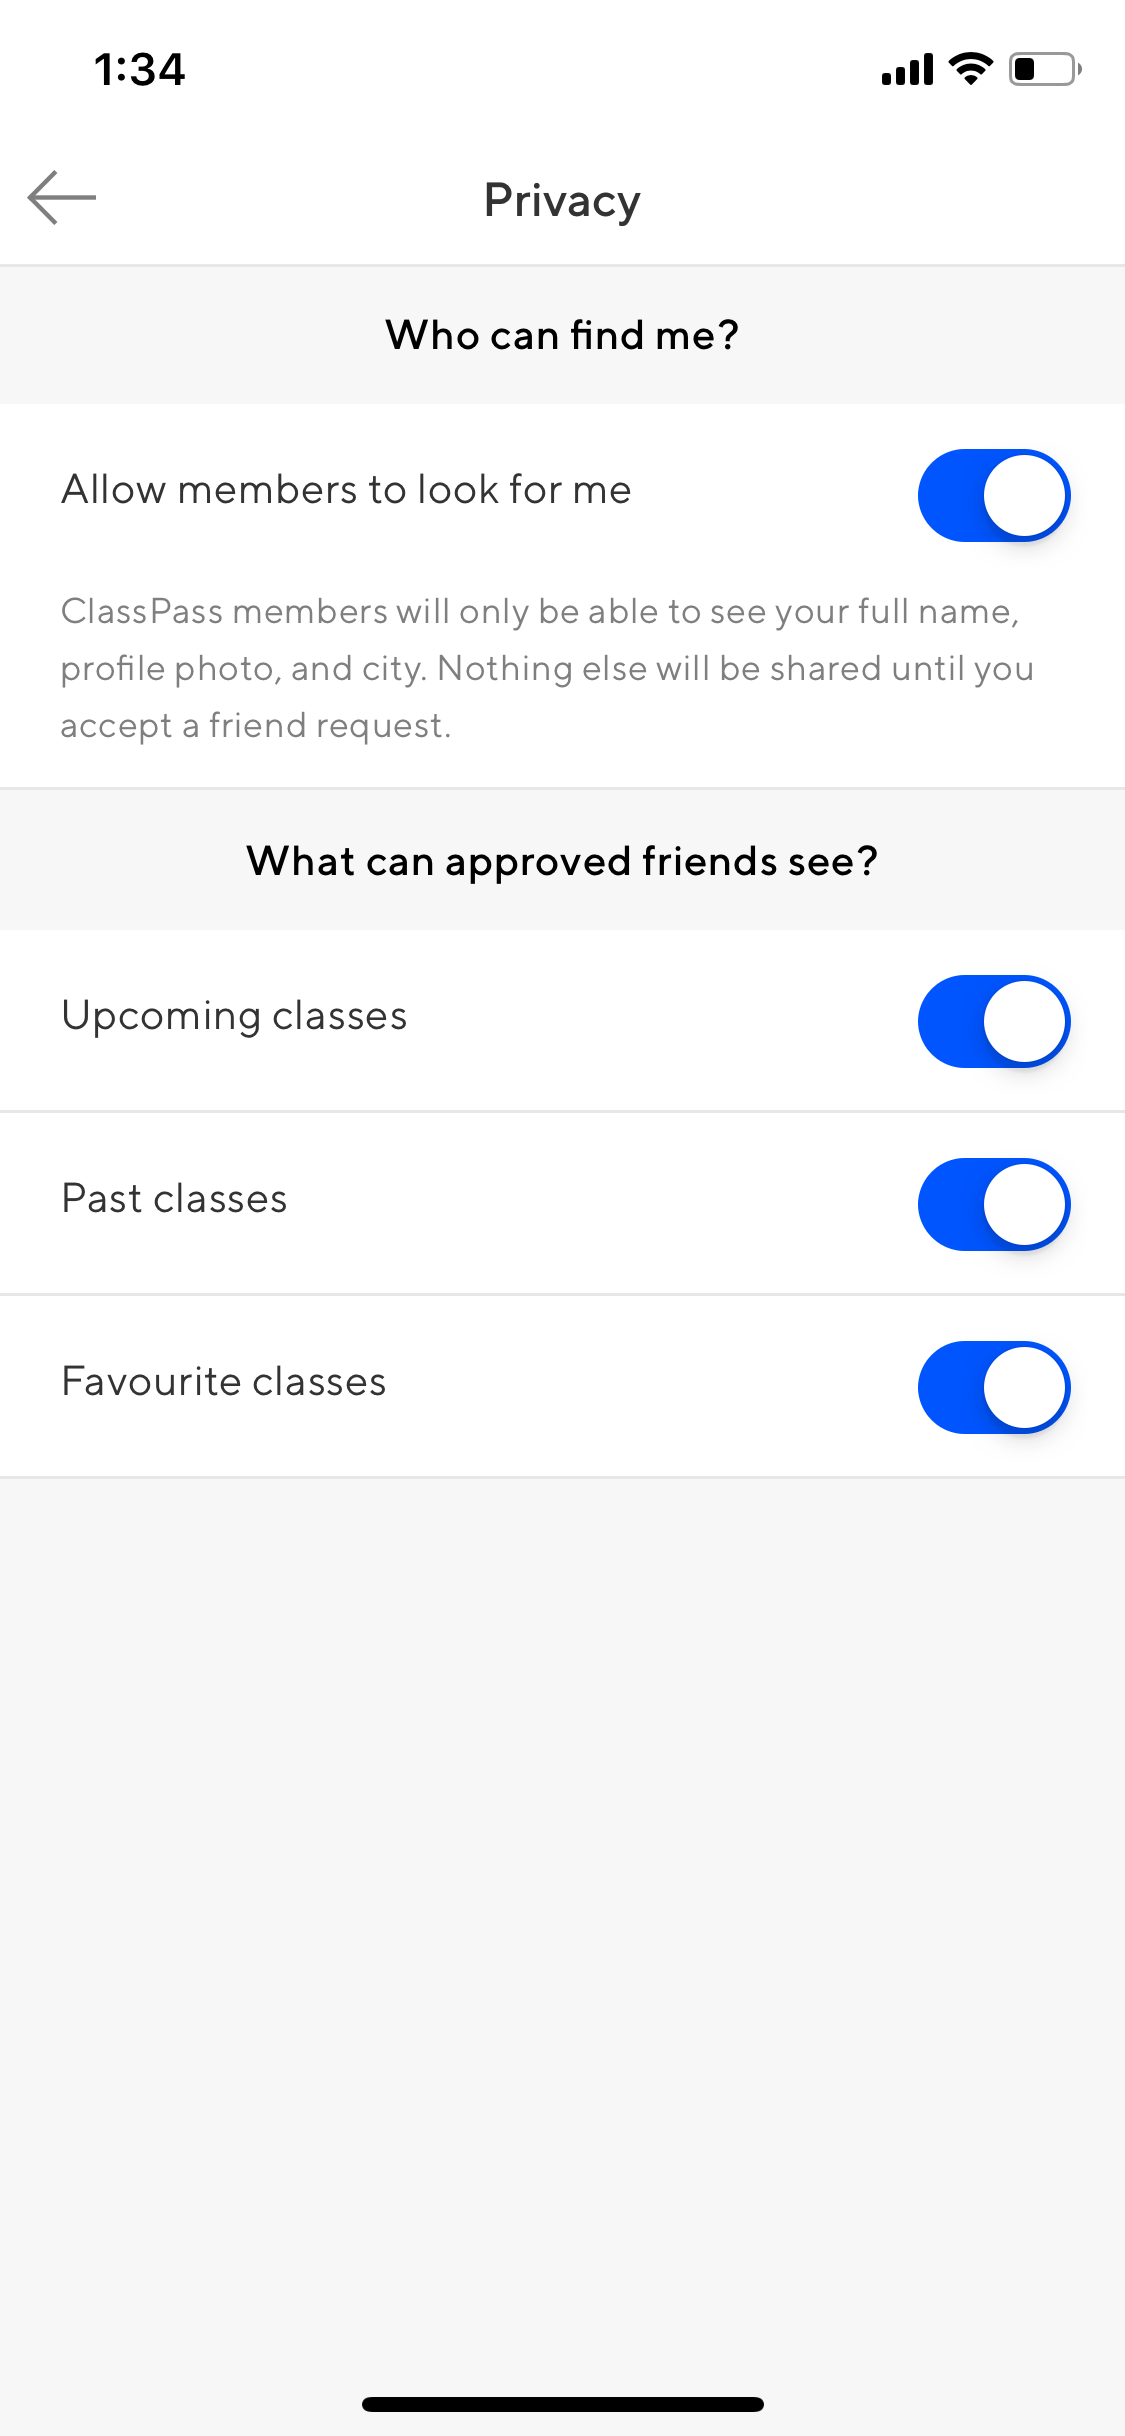 1:34
Privacy
Who can find me?
Allow members to look for me
ClassPass members will only be able to see your full name,
profile photo, and city. Nothing else will be shared until you
accept a friend request.
What can approved friends see?
Upcoming classes
Past classes
Favourite classes